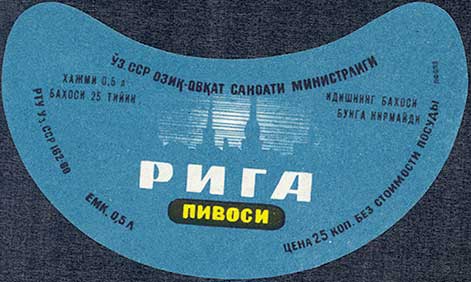 ЎЗ ССР ОЗИҚ-ОВҚАТ САНОАТИ МИНИСТРЛИГИ
ХАЖМИ 0,5 л.
БАХОСИ 25 ТИЙИН
ИДИШНИНГ БАХОСИ
БУНГА КИРМАЙДИ
РТУ Уз. ССР 162-60
РИГА
ПИВОСИ
ЕМК. 0,5 Л
ЦЕНА 25 КОП. БЕЗ СТОИМОСТИ ПОСУДЫ